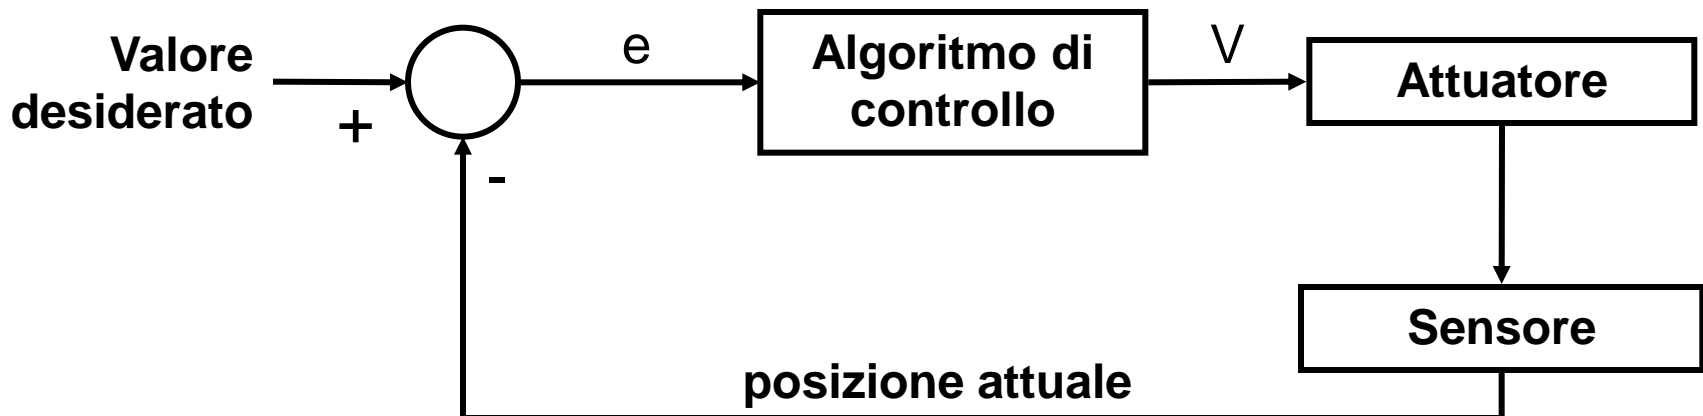 Valore
desiderato
+
-
e
Algoritmo di
controllo
V
Attuatore
Sensore
posizione attuale